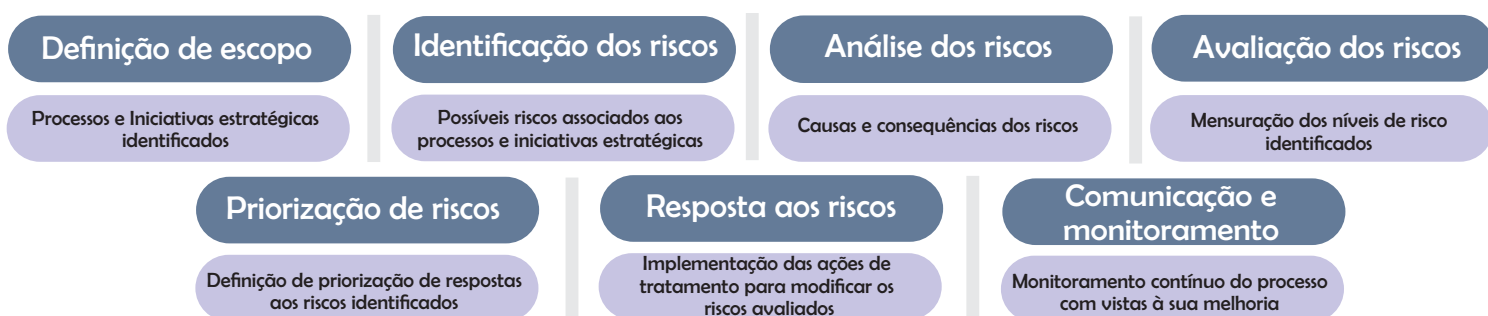 Definição de escopo
Processos e Iniciativas estratégicas
identificados
Identificação dos riscos
Possíveis riscos associados aos
processos e iniciativas estratégicas
Análise dos riscos
Causas e consequências dos riscos
Avaliação dos riscos
Mensuração dos níveis de risco
identificados
Priorização de riscos
Definição de priorização de respostas
aos riscos identificados
Resposta aos riscos
Implementação das ações de
tratamento para modificar os
riscos avaliados
Comunicação e
monitoramento
Monitoramento contínuo do processo
com vistas à sua melhoria